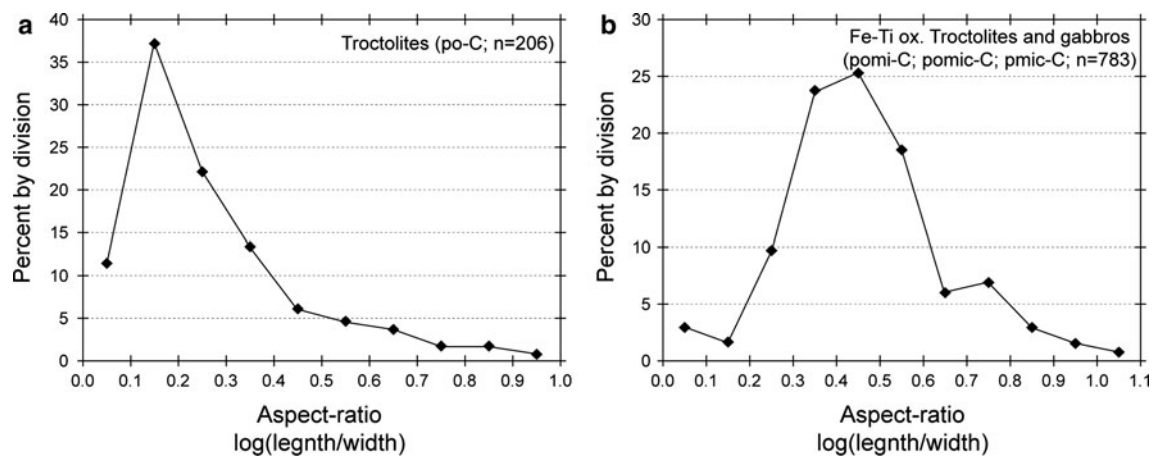 a
Troctolites (po-C; n=206)
Percent by division
40
35
30
25
20
15
10
5
0
0.0 0.1 0.2 0.3 0.4 0.5 0.6 0.7 0.8 0.9 1.0
Aspect-ratio
log(legnth/width)
b
Fe-Ti ox. Troctolites and gabbros
(pomi-C; pomic-C; pmic-C; n=783)
Percent by division
30
25
20
15
10
5
0
0.0 0.1 0.2 0.3 0.4 0.5 0.6 0.7 0.8 0.9 1.0 1.1
Aspect-ratio
log(legnth/width)